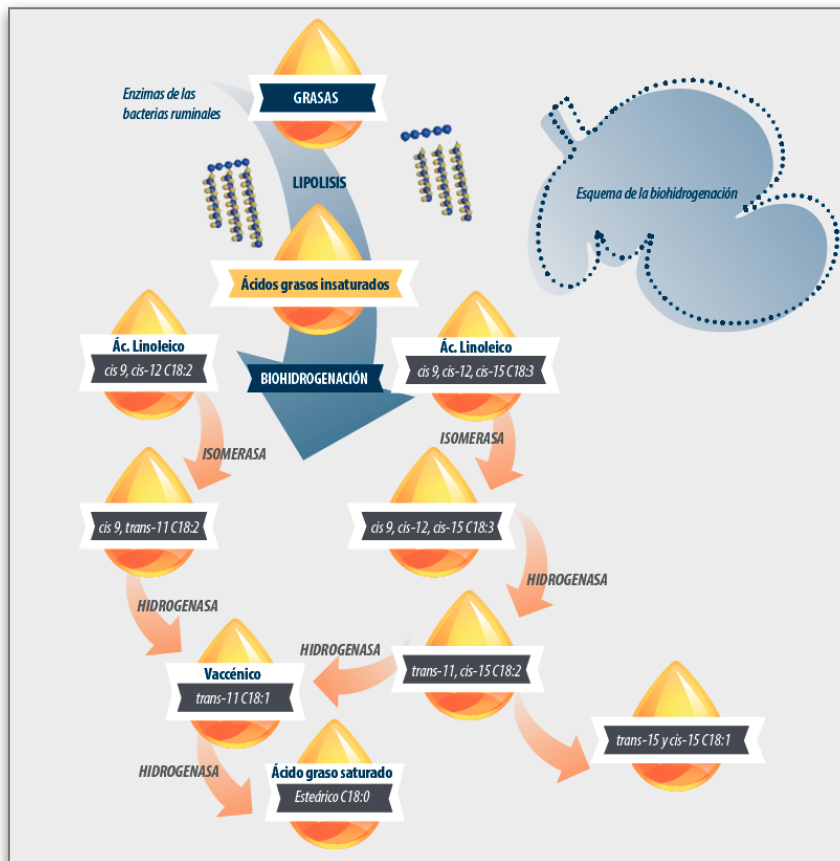 Enzimas de las
bacterias ruminales
GRASAS
LIPOLISIS
Esquema de la biohidrogenación
Ácidos grasos insaturados
BIOHIDROGENACIÓN
Ác. Linoleico
cis 9, cis-12 C18:2
Ác. Linoleico
cis 9, cis-12, cis-15 C18:3
ISOMERASA
ISOMERASA
cis 9, trans-11 C18:2
cis 9, cis-12, cis-15 C18:3
HIDROGENASA
HIDROGENASA
HIDROGENASA
Vaccénico
trans-11 C18:1
trans-11, cis-15 C18:2
trans-15 y cis-15 C18:1
HIDROGENASA
Ácido graso saturado
Esteárico C18:0